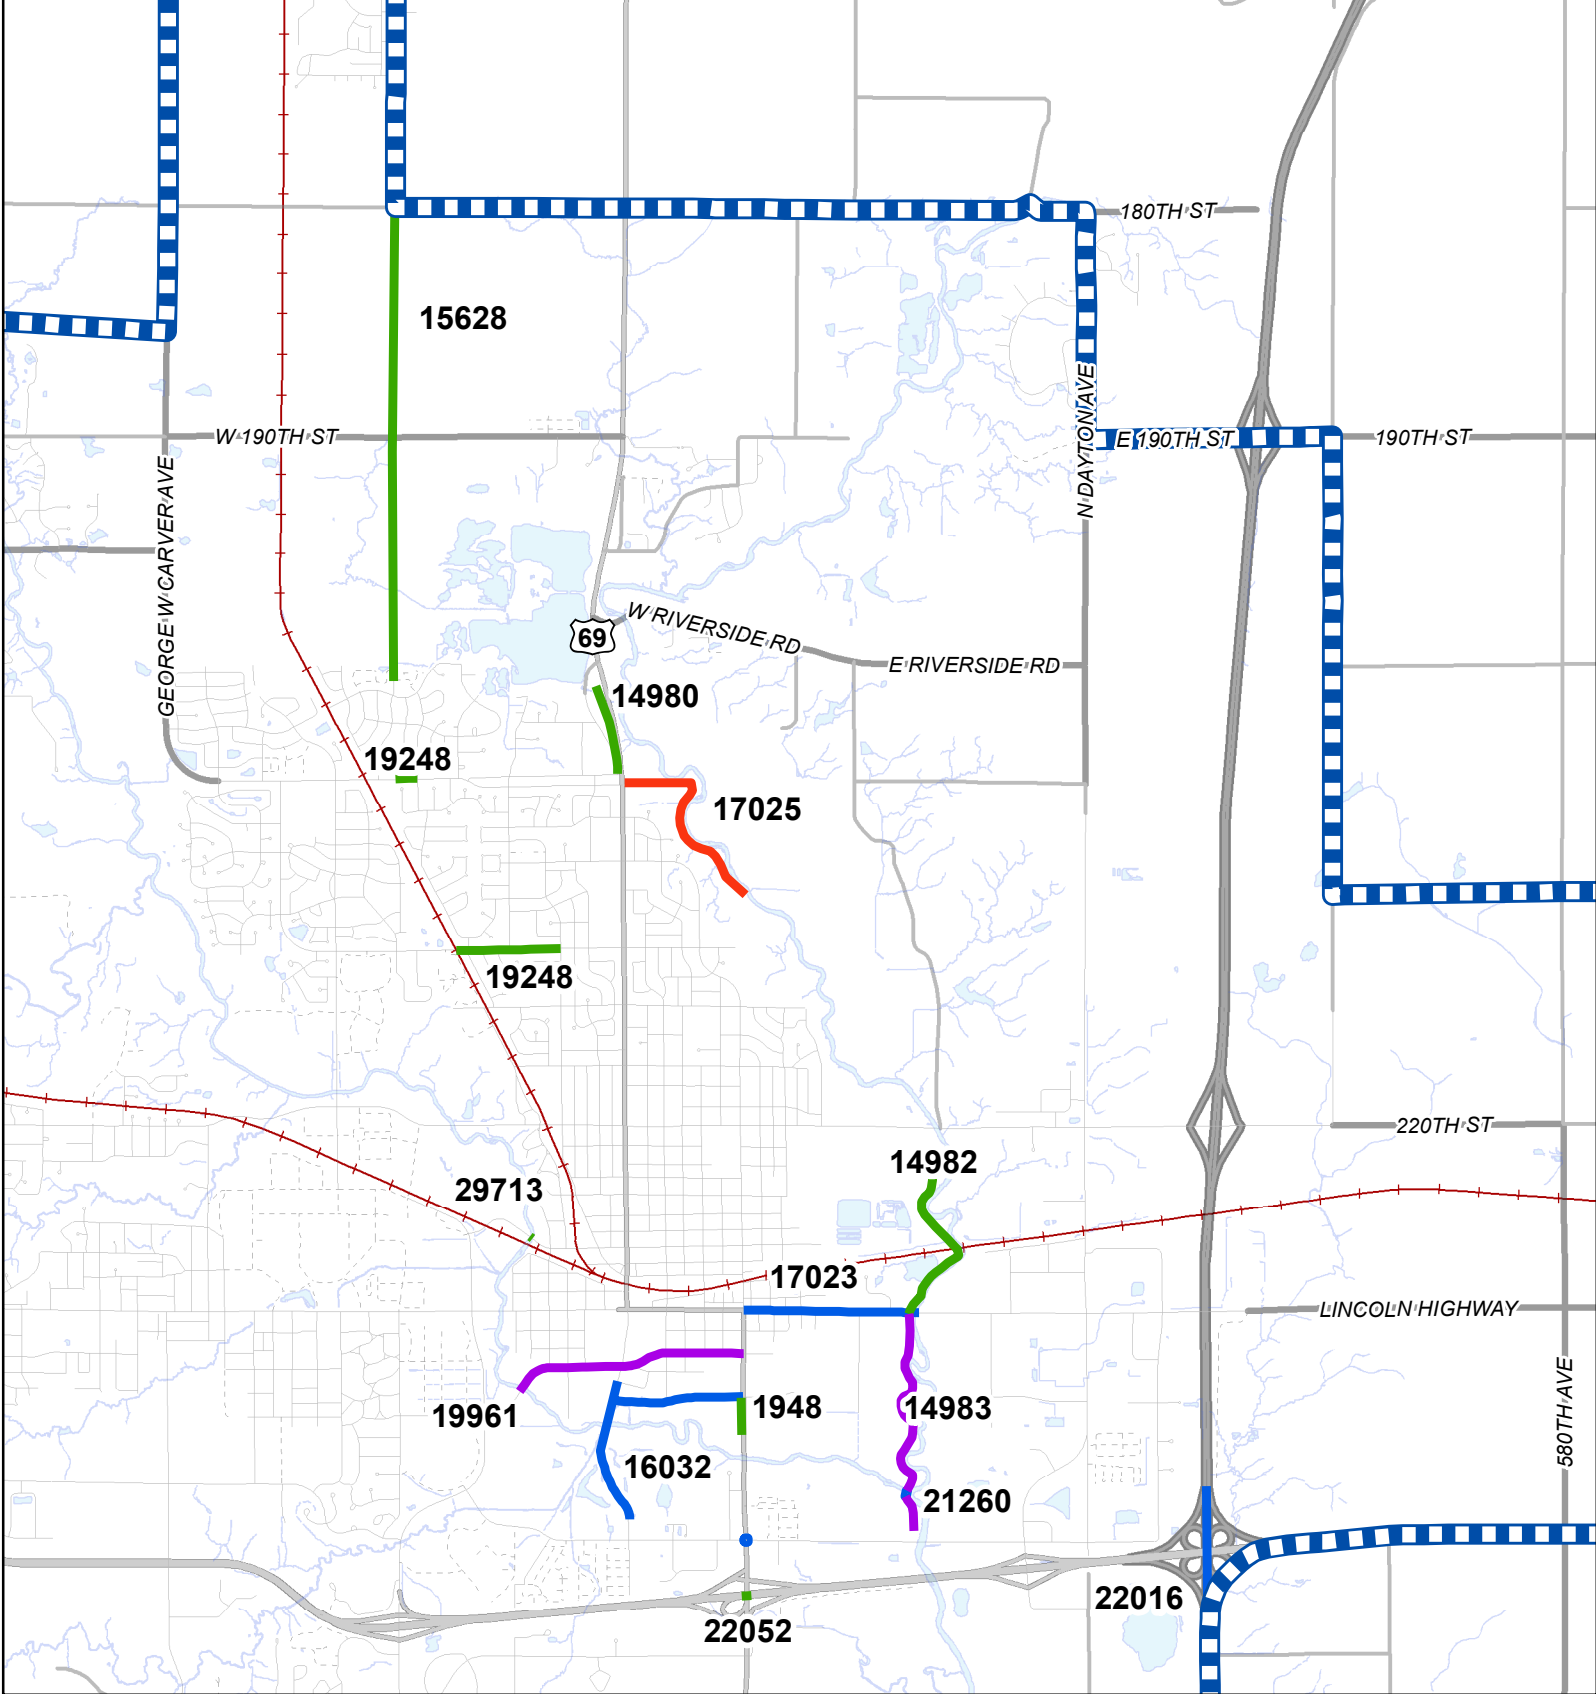 180TH ST
15628
W 190TH ST
E 190TH ST
190TH ST
N DAYTON AVE
GEORGE W CARVER AVE
W RIVERSIDE RD
69
E RIVERSIDE RD
14980
19248
17025
19248
220TH ST
14982
29713
17023
LINCOLN HIGHWAY
19961
1948
14983
580TH AVE
16032
21260
22016
22052